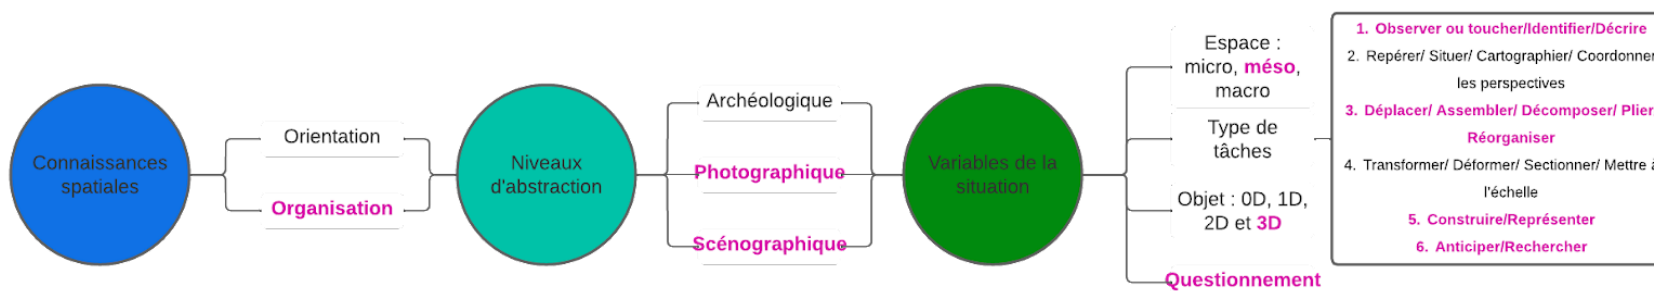 Connaissances
spatiales
Orientation
Organisation
Niveaux
d'abstraction
Archéologique
Photographique
Scénographique
Variables de la
situation
Espace :
micro, méso,
macro
Type de
tâches
Objet : 0D, 1D,
2D et 3D
Questionnement
1. Observer ou toucher/Identifier/Décrire
2. Repérer/ Situer/ Cartographier/ Coordonner
les perspectives
3. Déplacer/ Assembler/ Décomposer/ Plier
Réorganiser
4. Transformer/ Déformer/ Sectionner/ Mettre à
l'échelle
5. Construire/Représenter
6. Anticiper/Rechercher